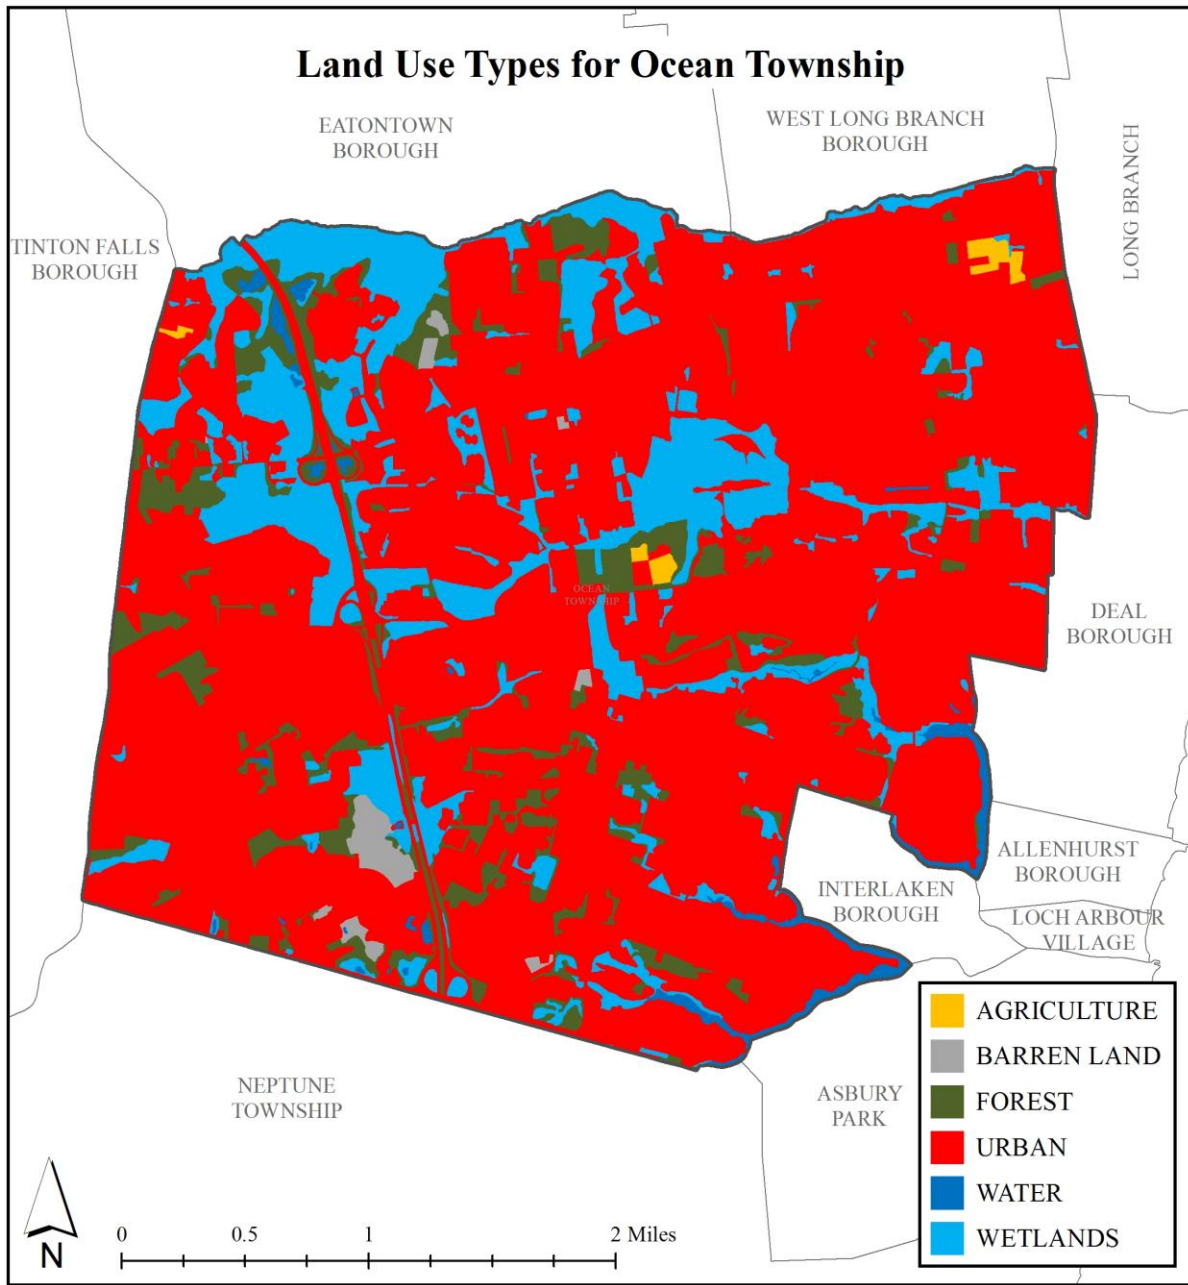 Land Use Types for Ocean Township
EATONTOWN
BOROUGH
WEST LONG BRANCH
BOROUGH
LONG BRANCH
TINTON FALLS
BOROUGH
OCEAN
TOWNSHIP
DEAL
BOROUGH
ALLENHURST
BOROUGH
INTERLAKEN
BOROUGH
LOCH ARBOUR
VILLAGE
NEPTUNE
TOWNSHIP
ASBURY
PARK
AGRICULTURE
BARREN LAND
FOREST
URBAN
WATER
WETLANDS
N
0 0.5 1 2 Miles